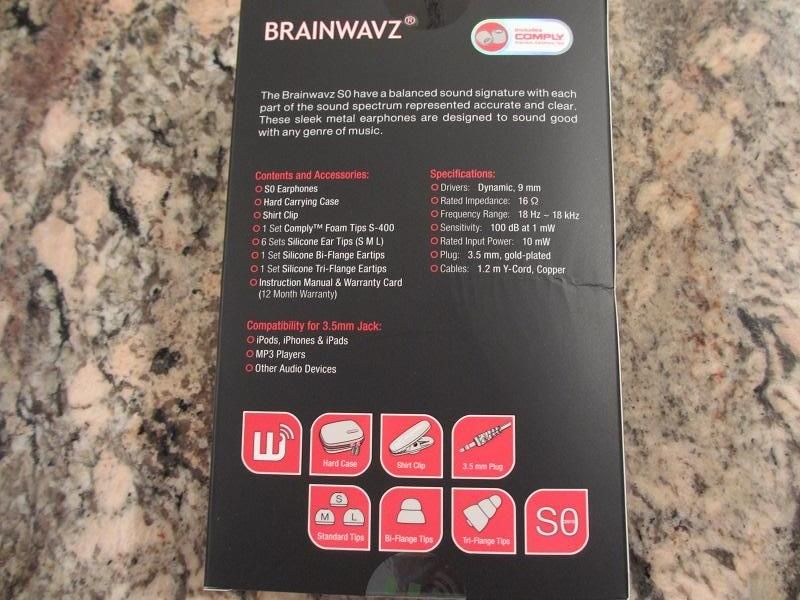 BRAINWAVZ®
Includes
COMPLY
The Brainwavz S0 have a balanced sound signature with each
part of the sound spectrum represented accurate and clear.
These sleek metal earphones are designed to sound good
with any genre of music.
Contents and Accessories:
S0 Earphones
Hard Carrying Case
Shirt Clip
1 Set Comply™ Foam Tips S-400
6 Sets Silicone Ear Tips (S M L)
1 Set Silicone Bi-Flange Eartips
1 Set Silicone Tri-Flange Eartips
Instruction Manual & Warranty Card
(12 Month Warranty)
Specifications:
Drivers: Dynamic, 9 mm
Rated Impedance: 16 Ω
Frequency Range: 18 Hz ~ 18 kHz
Sensitivity: 100 dB at 1 mW
Rated Input Power: 10 mW
Plug: 3.5 mm, gold-plated
Cables: 1.2 m Y-Cord, Copper
Compatibility for 3.5mm Jack:
iPods, iPhones & iPads
MP3 Players
Other Audio Devices
Hard Case
Shirt Clip
3.5 mm Plug
S
M L
Standard Tips
Bi-Flange Tips
Tri-Flange Tips
S0